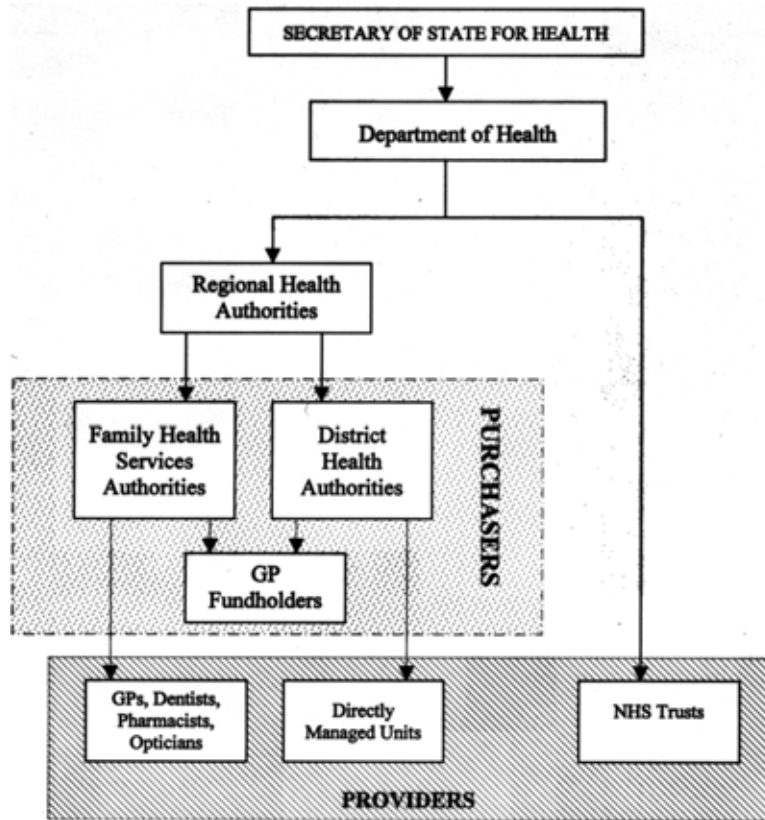 SECRETARY OF STATE FOR HEALTH
Department of Health
Regional Health
Authorities
Family Health
Services
Authorities
District
Health
Authorities
PURCHASERS
GP
Fundholders
GPs, Dentists,
Pharmacists,
Opticians
Directly
Managed Units
NHS Trusts
PROVIDERS